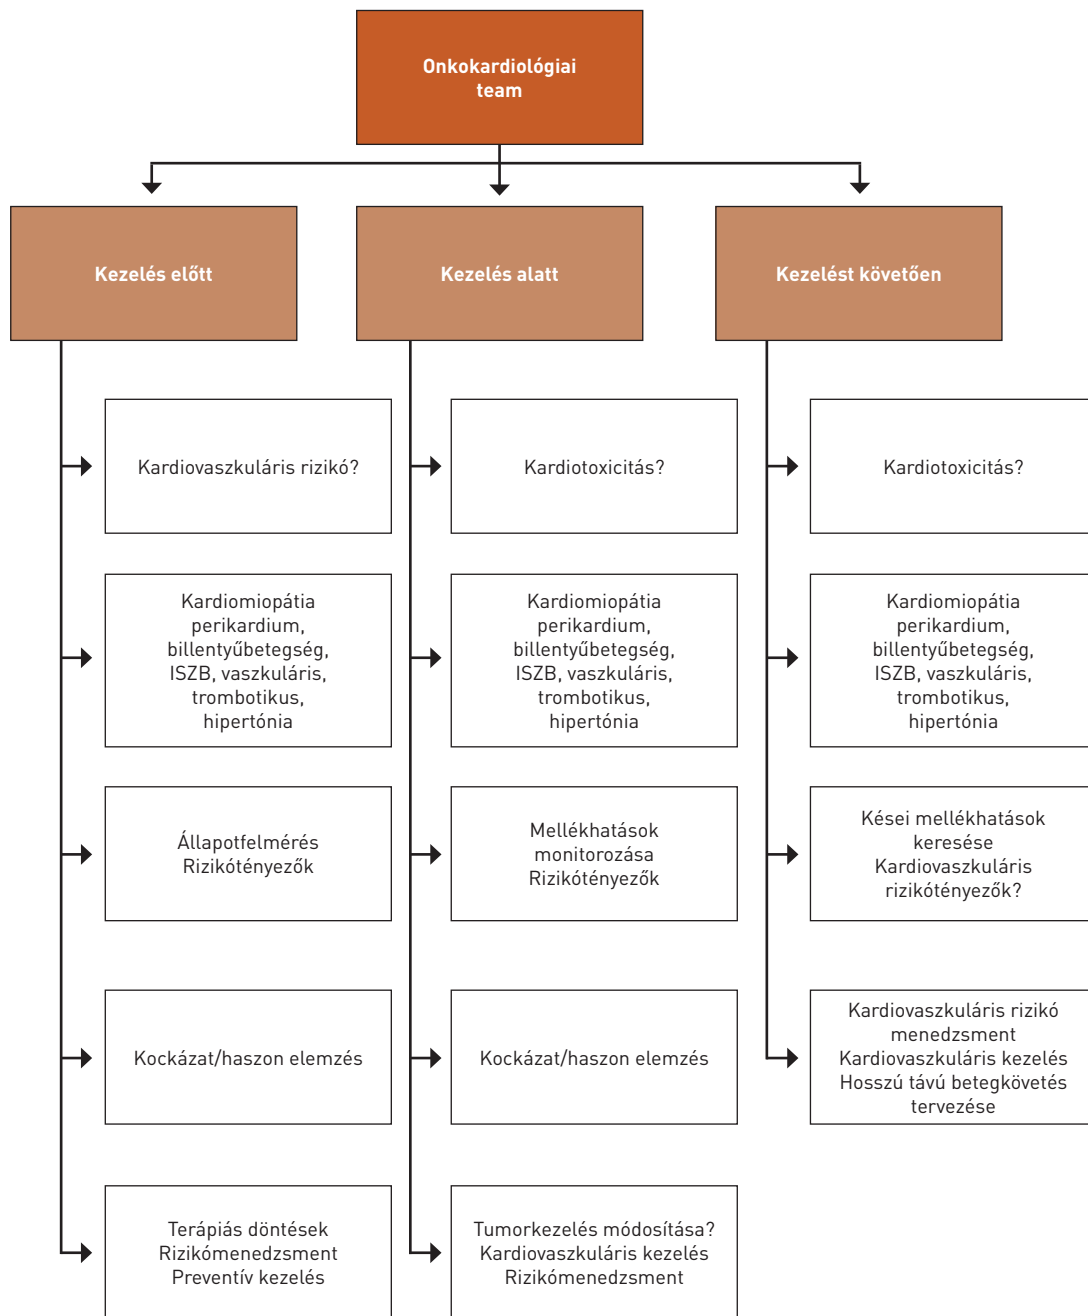 Onkokardiológiai
team
Kezelés előtt
Kardiovaszkuláris rizikó?
Kardiomiopátia
perikardium,
billentyűbetegség,
ISZB, vaszkuláris,
trombotikus,
hipertónia
Állapotfelmérés
Rizikótényezők
Kockázat/haszon elemzés
Terápiás döntések
Rizikómenedzsment
Preventív kezelés
Kezelés alatt
Kardiotoxicitás?
Kardiomiopátia
perikardium,
billentyűbetegség,
ISZB, vaszkuláris,
trombotikus,
hipertónia
Mellékhatások
monitorozása
Rizikótényezők
Kockázat/haszon elemzés
Tumorkezelés módosítása?
Kardiovaszkuláris kezelés
Rizikómenedzsment
Kezelést követően
Kardiotoxicitás?
Kardiomiopátia
perikardium,
billentyűbetegség,
ISZB, vaszkuláris,
trombotikus,
hipertónia
Kései mellékhatások
keresése
Kardiovaszkuláris
rizikótényezők?
Kardiovaszkuláris rizikó
menedzsment
Kardiovaszkuláris kezelés
Hosszú távú betegkövetés
tervezése